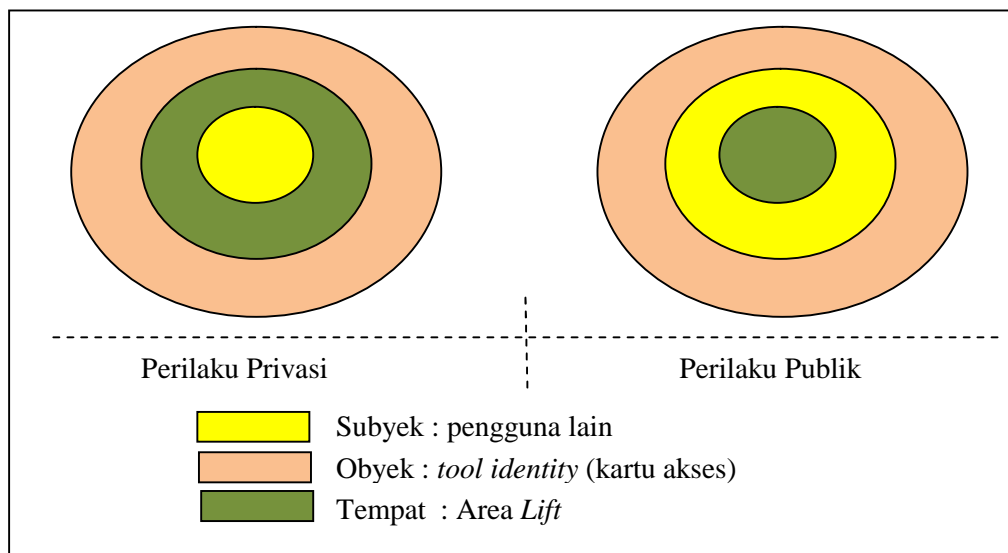 Perilaku Privasi
Perilaku Publik
Subyek : pengguna lain
Obyek : tool identity (kartu akses)
Tempat : Area Lift